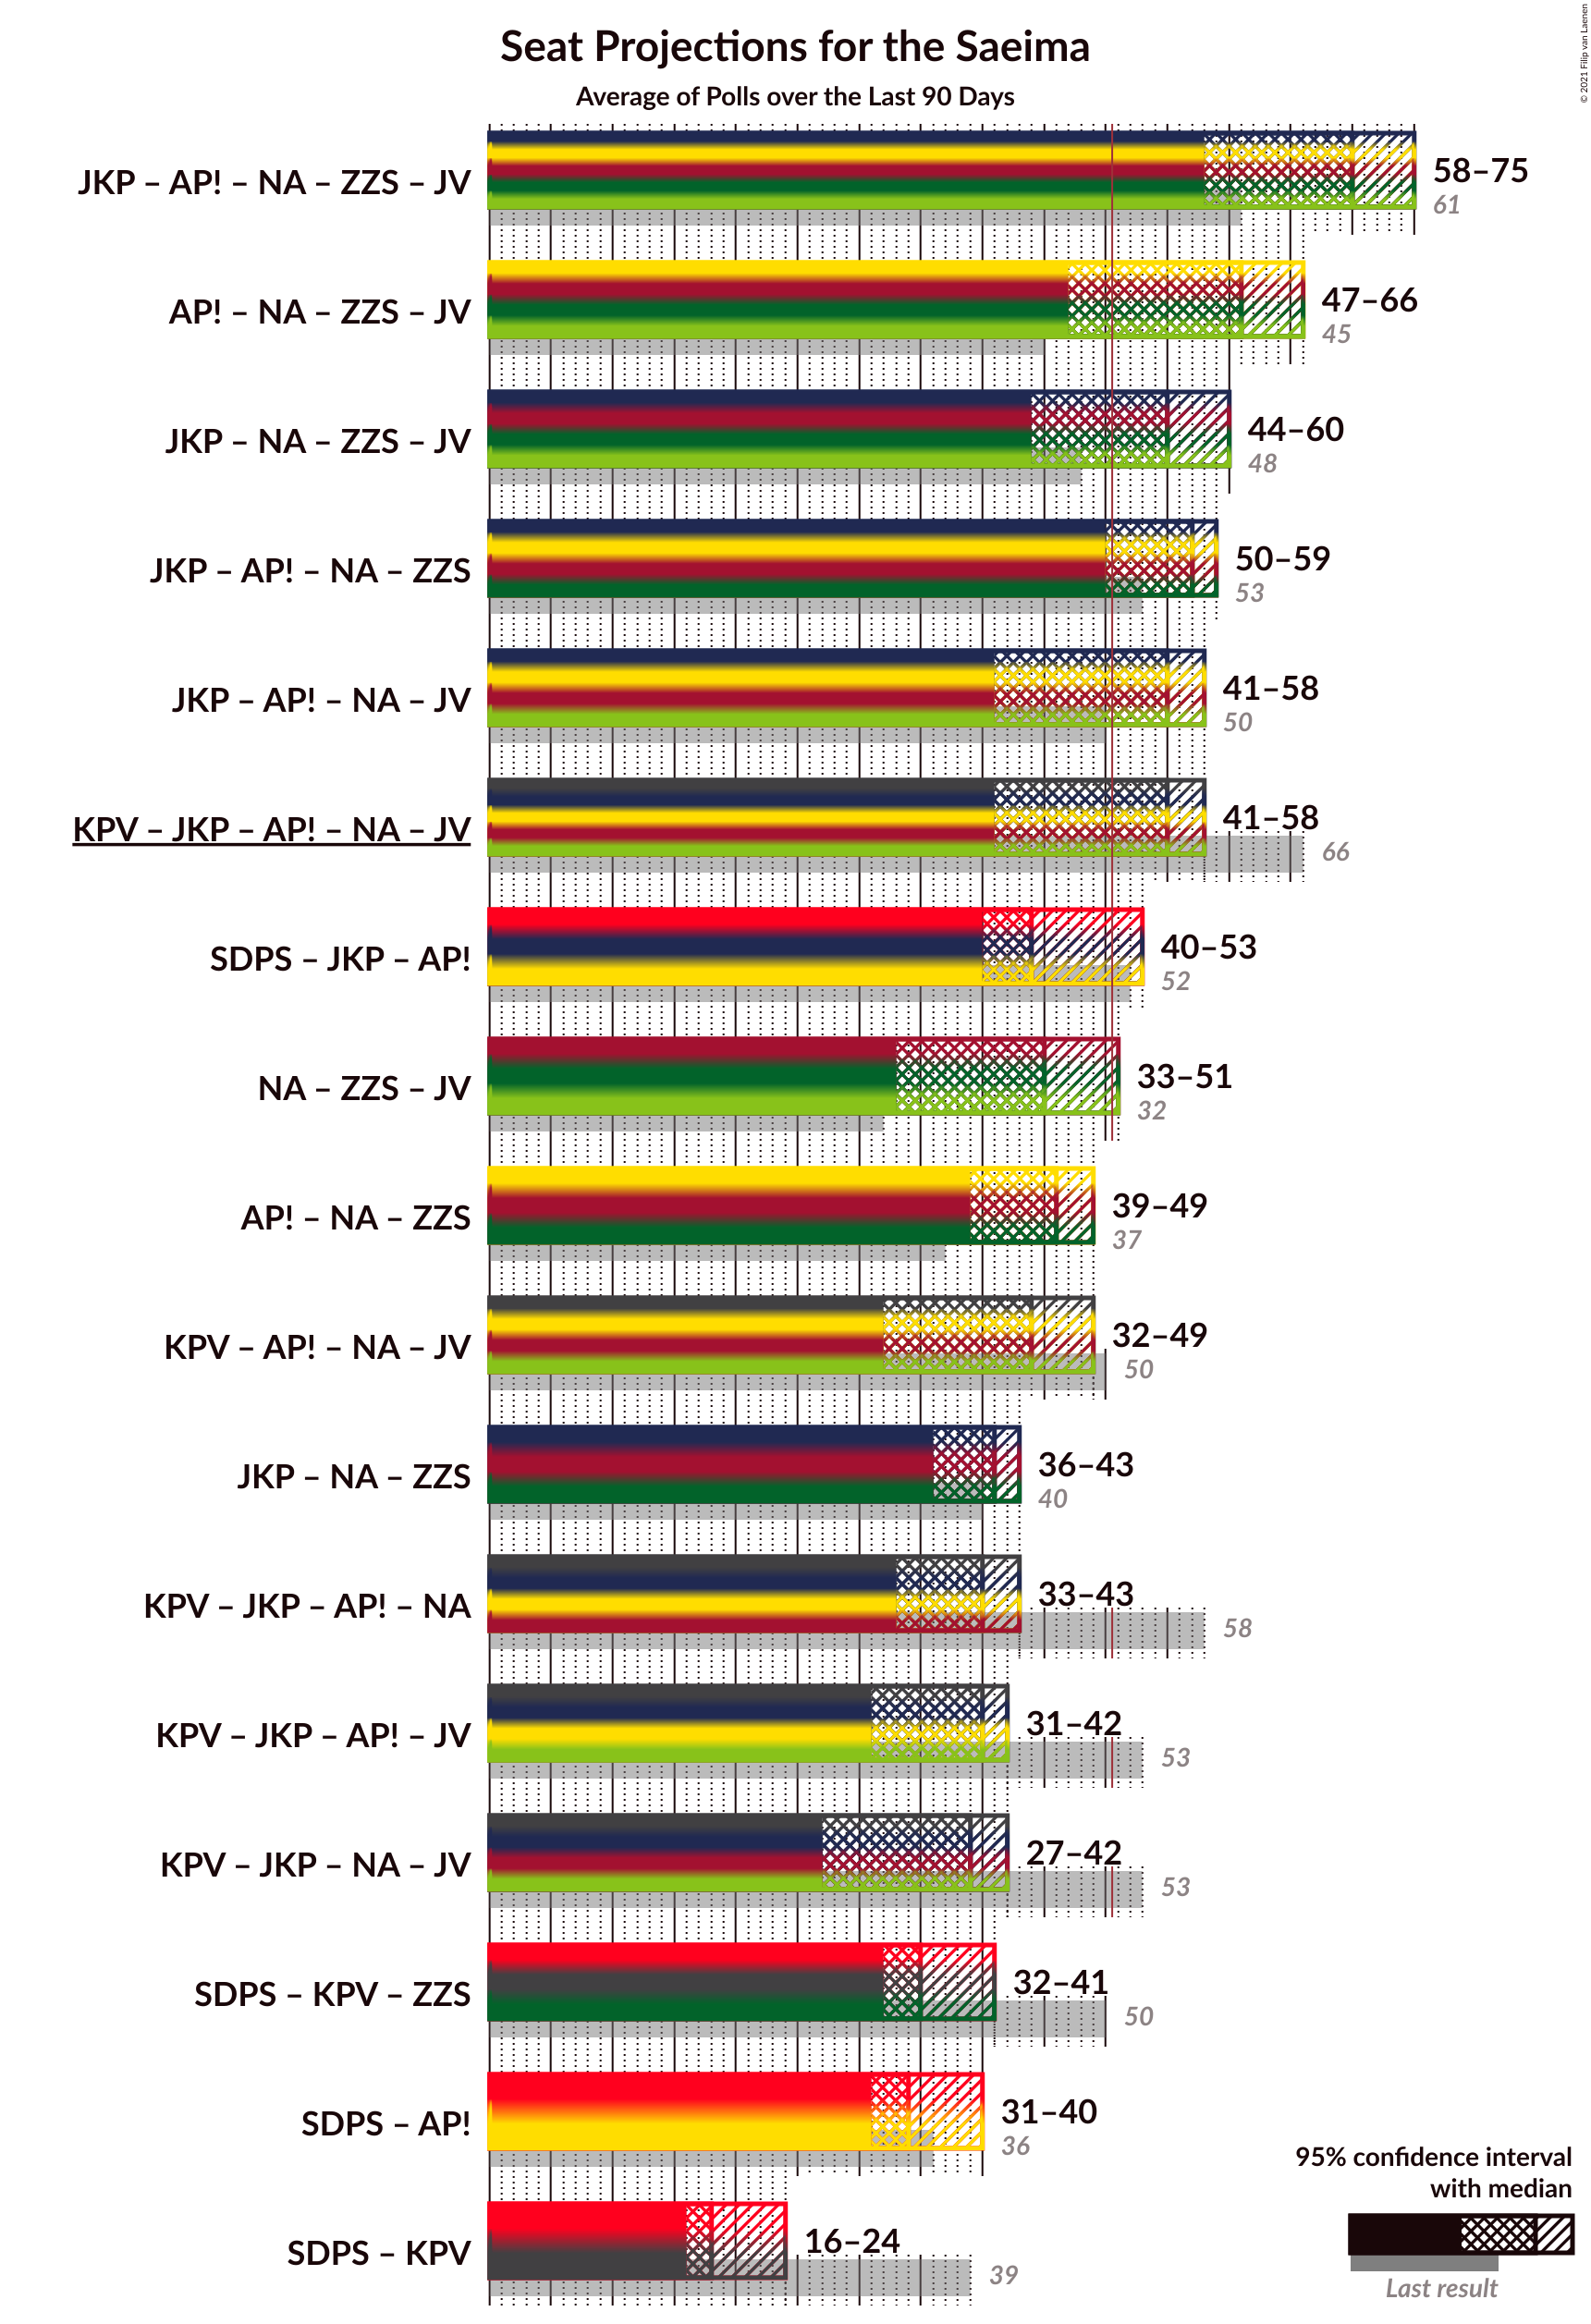 © 2021 Filip van Laenen
Seat Projections for the Saeima
Average of Polls over the Last 90 Days
JKP – AP! – NA – ZZS – JV
58–75
61
AP! – NA – ZZS – JV
47–66
45
JKP – NA – ZZS – JV
44–60
48
JKP – AP! – NA – ZZS
50–59
53
JKP – AP! – NA – JV
41–58
50
KPV – JKP – AP! – NA – JV
41–58
66
SDPS – JKP – AP!
40–53
52
NA – ZZS – JV
33–51
32
AP! – NA – ZZS
39–49
37
KPV – AP! – NA – JV
32–49
50
JKP – NA – ZZS
36–43
40
KPV – JKP – AP! – NA
33–43
58
KPV – JKP – AP! – JV
31–42
53
KPV – JKP – NA – JV
27–42
53
SDPS – KPV – ZZS
32–41
50
SDPS – AP!
31–40
36
SDPS – KPV
16–24
39
95% confidence interval
with median
Last result